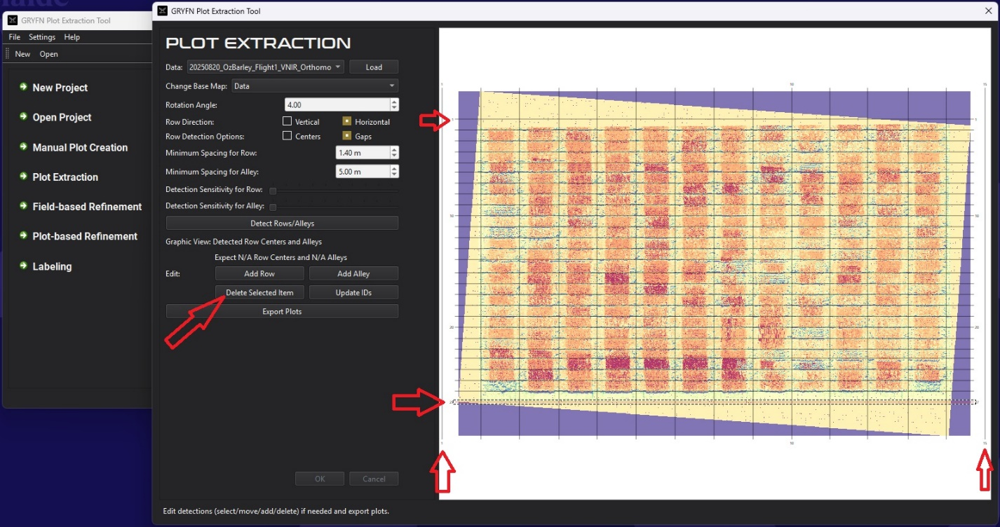 GRYFN Plot Extraction Tool
File Settings Help
New Open
New Project
Open Project
Manual Plot Creation
Plot Extraction
Field-based Refinement
Plot-based Refinement
Labeling
GRYFN Plot Extraction Tool
PLOT EXTRACTION
Data: 20250820_OzBarley_Flight1_VNIR_Orthomo Load
Change Base Map: Data
Rotation Angle: 4.00
Row Direction: Vertical Horizontal
Row Detection Options: Centers Gaps
Minimum Spacing for Row: 1.40 m
Minimum Spacing for Alley: 5.00 m
Detection Sensitivity for Row:
Detection Sensitivity for Alley:
Detect Rows/Alleys
Graphic View: Detected Row Centers and Alleys
Expect N/A Row Centers and N/A Alleys
Edit: Add Row Add Alley
Delete Selected Item Update IDs
Export Plots
OK Cancel
Edit detections (select/move/add/delete) if needed and export plots.
1 10 15
1 1
10 10
20 20
1 10 15